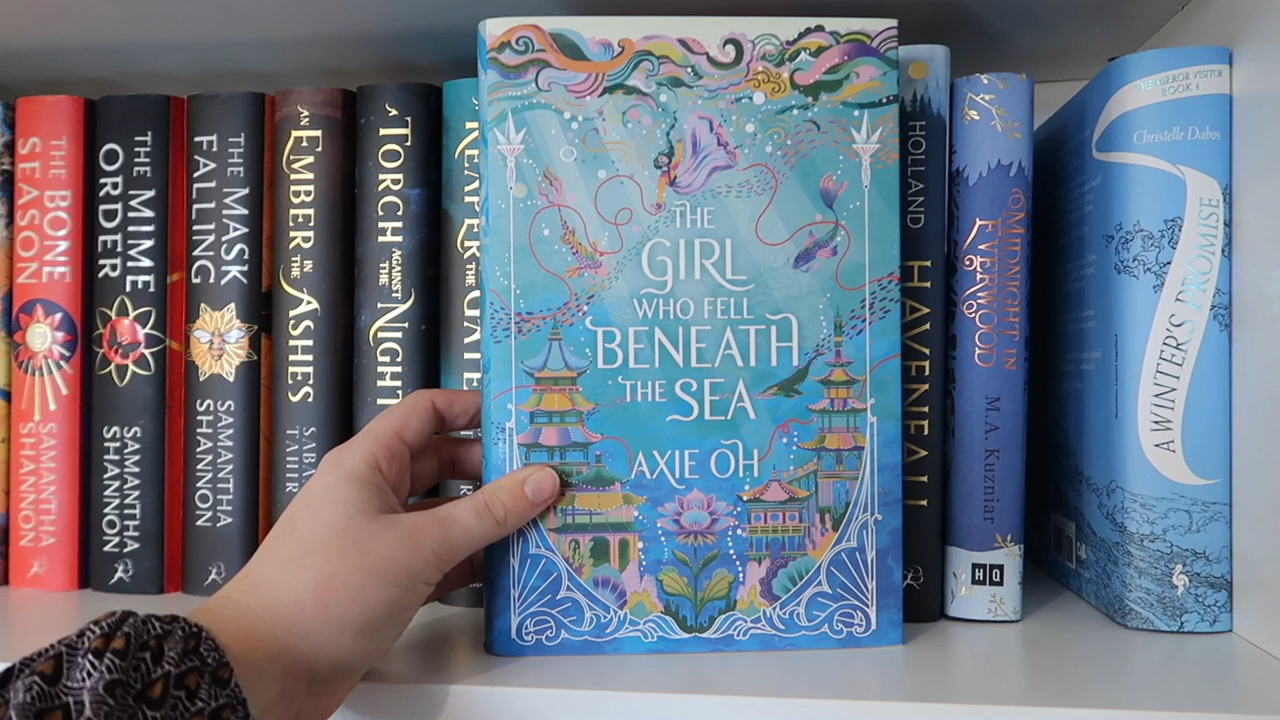 THE BONE
SEASON
SAMANTHA
SHANNON
THE MIME
ORDER
SAMANTHA
SHANNON
THE MASK
FALLING
SAMANTHA
SHANNON
AN
EMBER
IN
THE
ASHES
A
TORCH
AGAINST
THE
NIGHT
THE
THE
GIRL
WHO FELL
BENEATH
THE SEA
AXIE OH
HOLLAND
A MIDNIGHT IN
EVERWOOD
M.A. Kuzniar
HQ
THE MIRROR VISITOR
BOOK 1
Christelle Dabos
A WINTER'S PROMISE